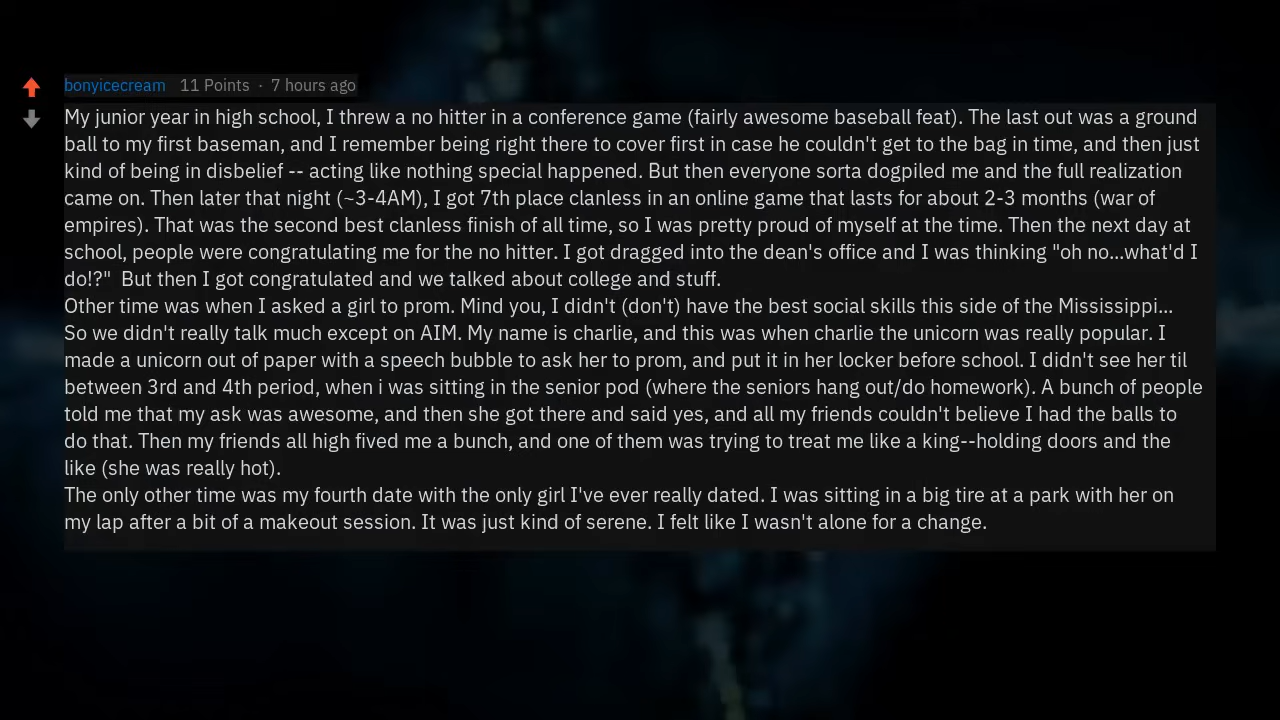 bonyicecream 11 Points · 7 hours ago
My junior year in high school, I threw a no hitter in a conference game (fairly awesome baseball feat). The last out was a ground
ball to my first baseman, and I remember being right there to cover first in case he couldn't get to the bag in time, and then just
kind of being in disbelief -- acting like nothing special happened. But then everyone sorta dogpiled me and the full realization
came on. Then later that night (~3-4AM), I got 7th place clanless in an online game that lasts for about 2-3 months (war of
empires). That was the second best clanless finish of all time, so I was pretty proud of myself at the time. Then the next day at
school, people were congratulating me for the no hitter. I got dragged into the dean's office and I was thinking "oh no...what'd I
do!?"  But then I got congratulated and we talked about college and stuff.
Other time was when I asked a girl to prom. Mind you, I didn't (don't) have the best social skills this side of the Mississippi...
So we didn't really talk much except on AIM. My name is charlie, and this was when charlie the unicorn was really popular. I
made a unicorn out of paper with a speech bubble to ask her to prom, and put it in her locker before school. I didn't see her til
between 3rd and 4th period, when i was sitting in the senior pod (where the seniors hang out/do homework). A bunch of people
told me that my ask was awesome, and then she got there and said yes, and all my friends couldn't believe I had the balls to
do that. Then my friends all high fived me a bunch, and one of them was trying to treat me like a king--holding doors and the
like (she was really hot).
The only other time was my fourth date with the only girl I've ever really dated. I was sitting in a big tire at a park with her on
my lap after a bit of a makeout session. It was just kind of serene. I felt like I wasn't alone for a change.